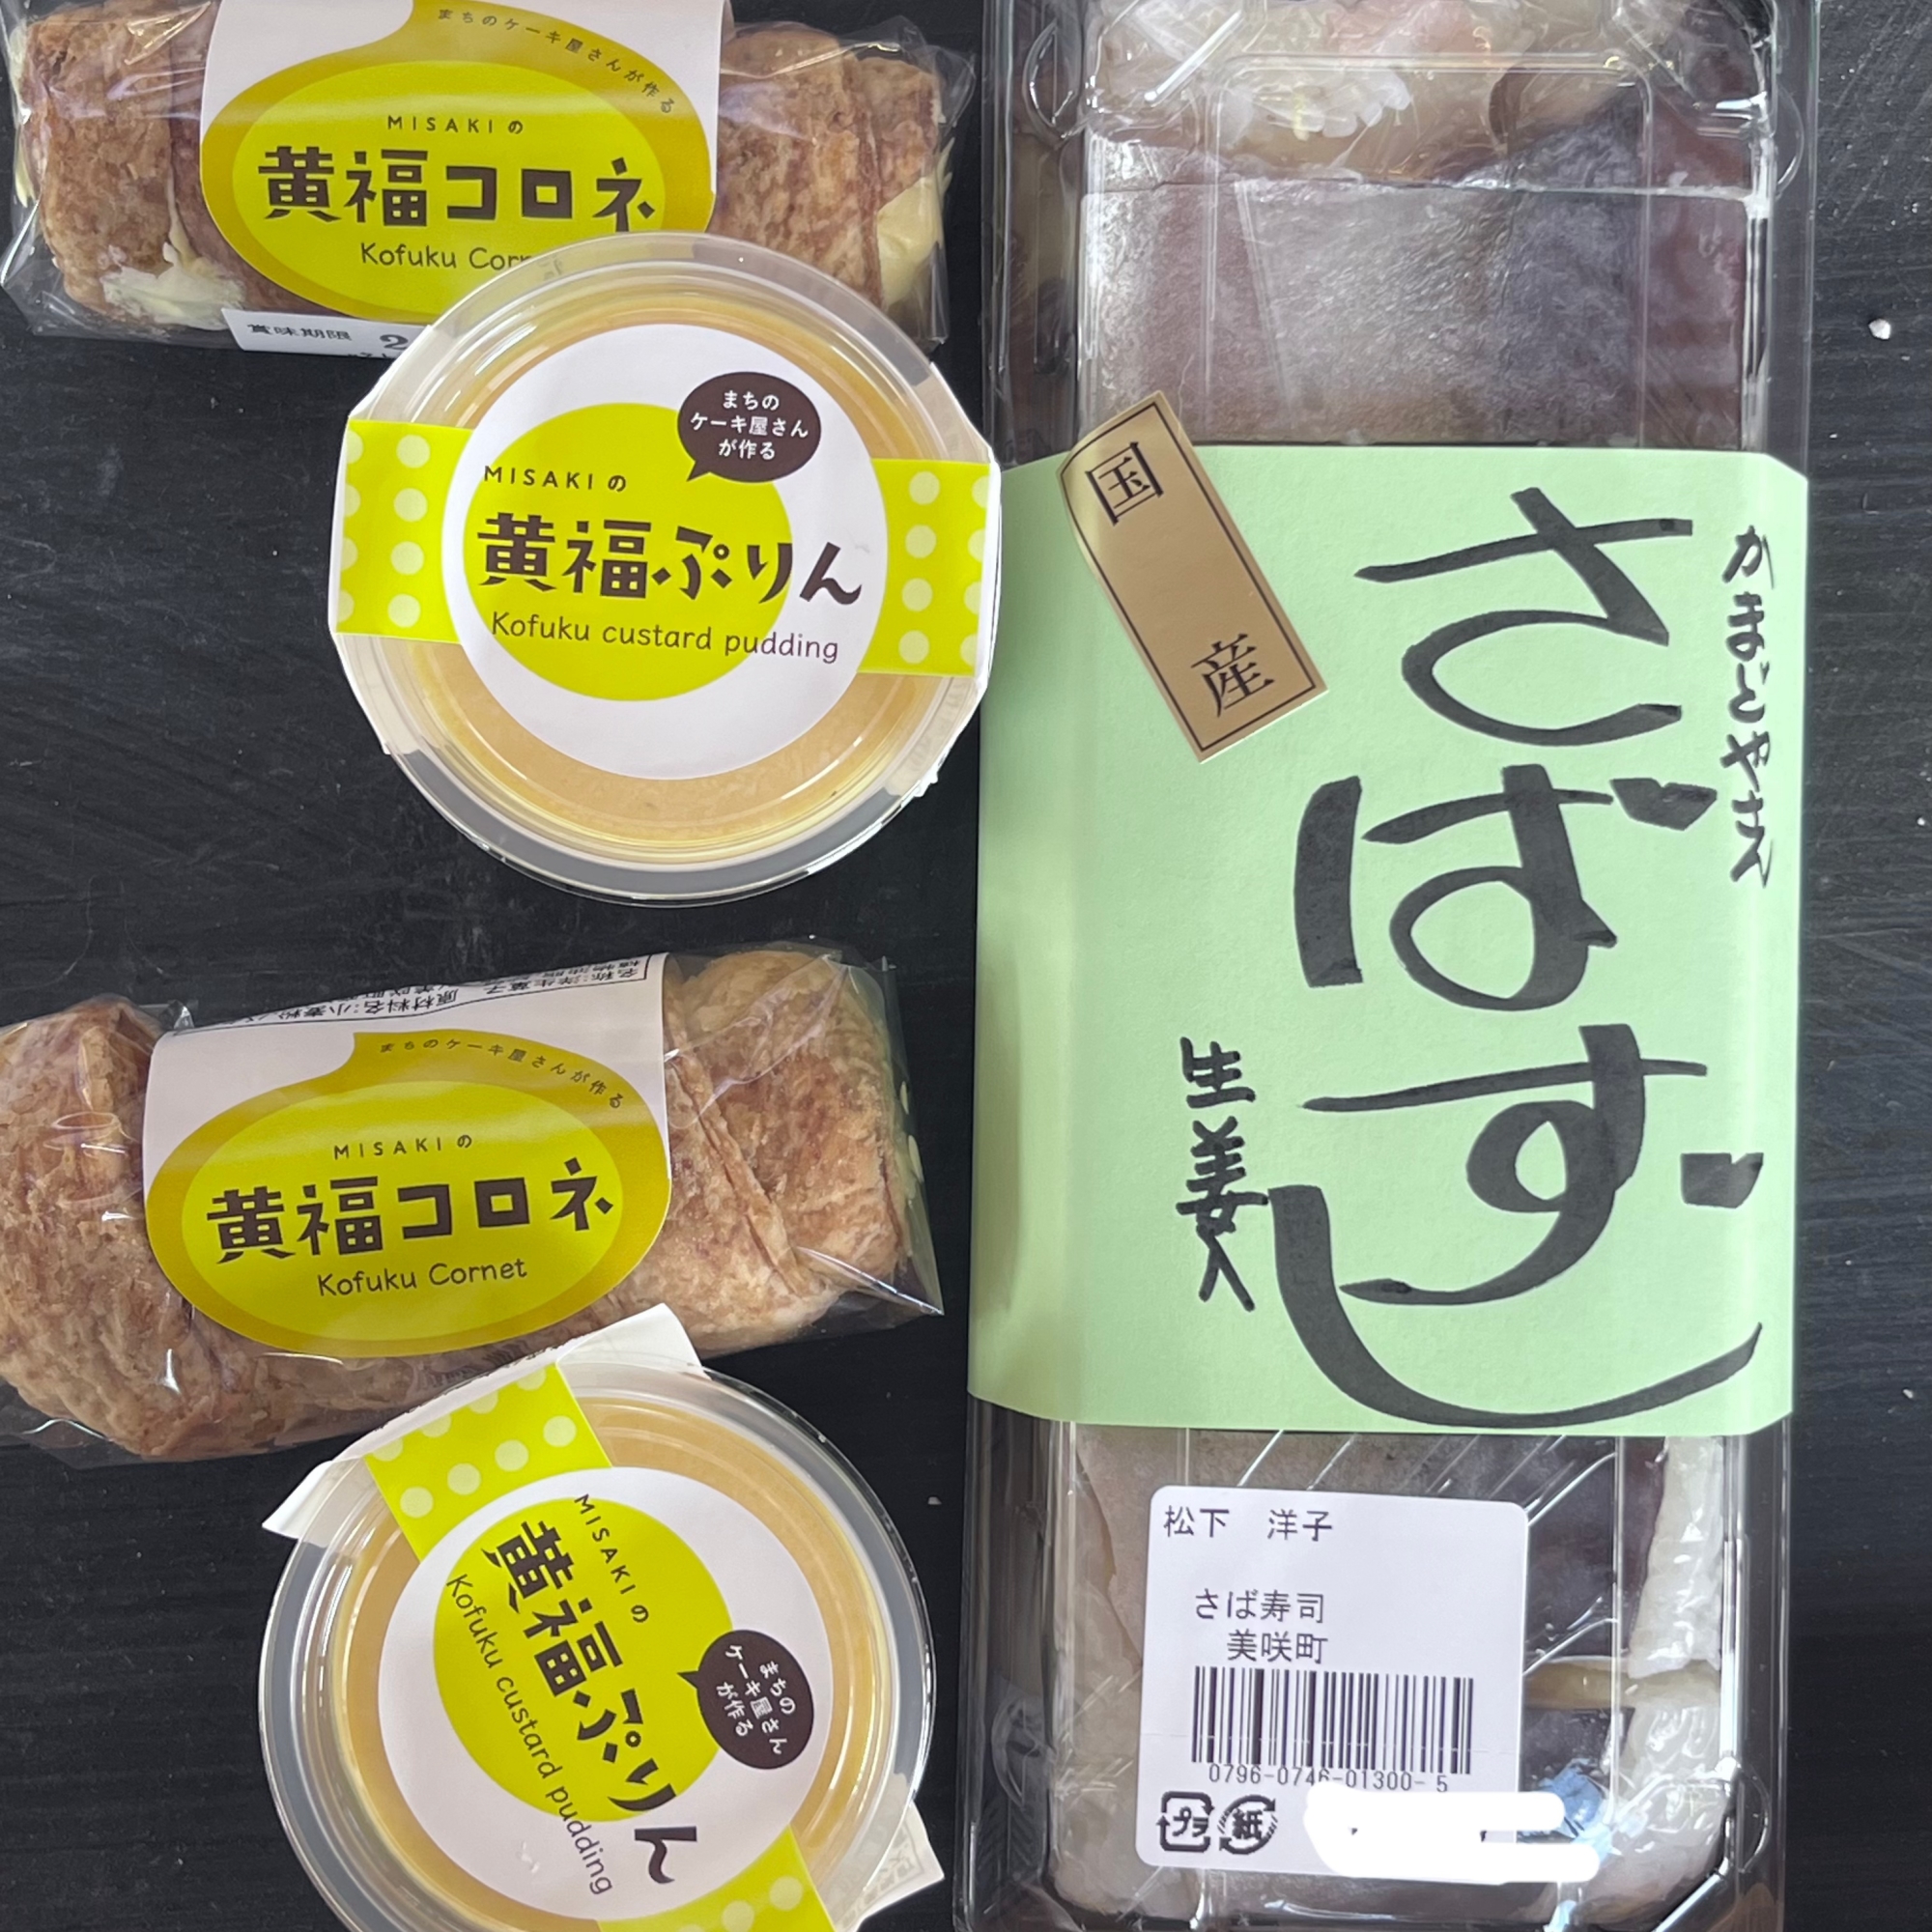 まちのケーキ屋さんが作る
MISAKIの
黄福コロネ
賞味期限 2
まちの
ケーキ屋さん
が作る
MISAKIの
黄福ぷりん
Kofuku custard pudding
まちのケーキ屋さんが作る
MISAKIの
黄福コロネ
Kofuku Cornet
MISAKIの
黄福ぷりん
Kofuku custard pudding
まちの
ケーキ屋さん
が作る
かまどやさえ
さばずし
生姜入
国産
松下 洋子
さば寿司
美咲町
0796-0746-01300-5
プラ
紙